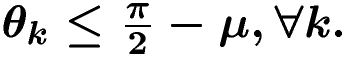 θ_k ≤ π/2 − μ, ∀k.